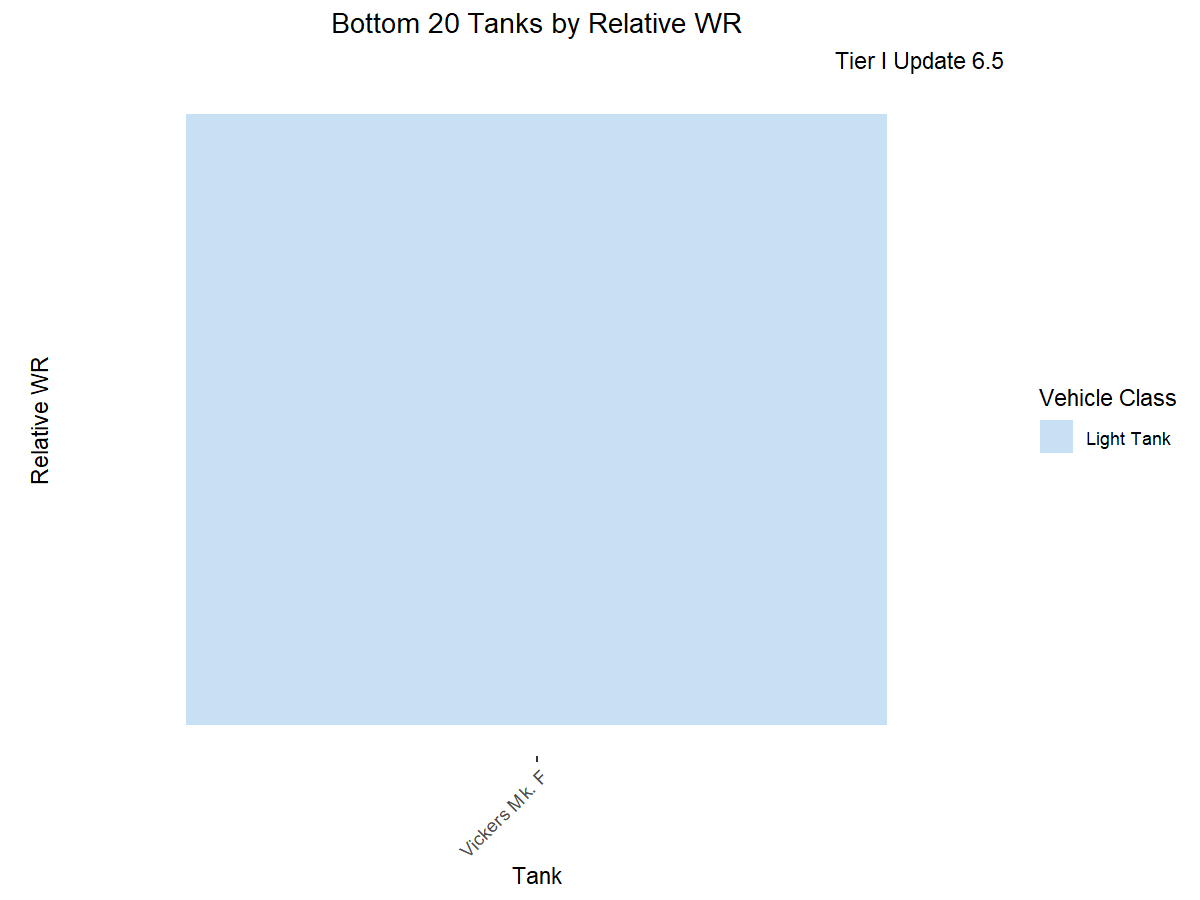 Bottom 20 Tanks by Relative WR
Tier I Update 6.5
Relative WR
Vehicle Class
Light Tank
Vickers Mk. F
Tank